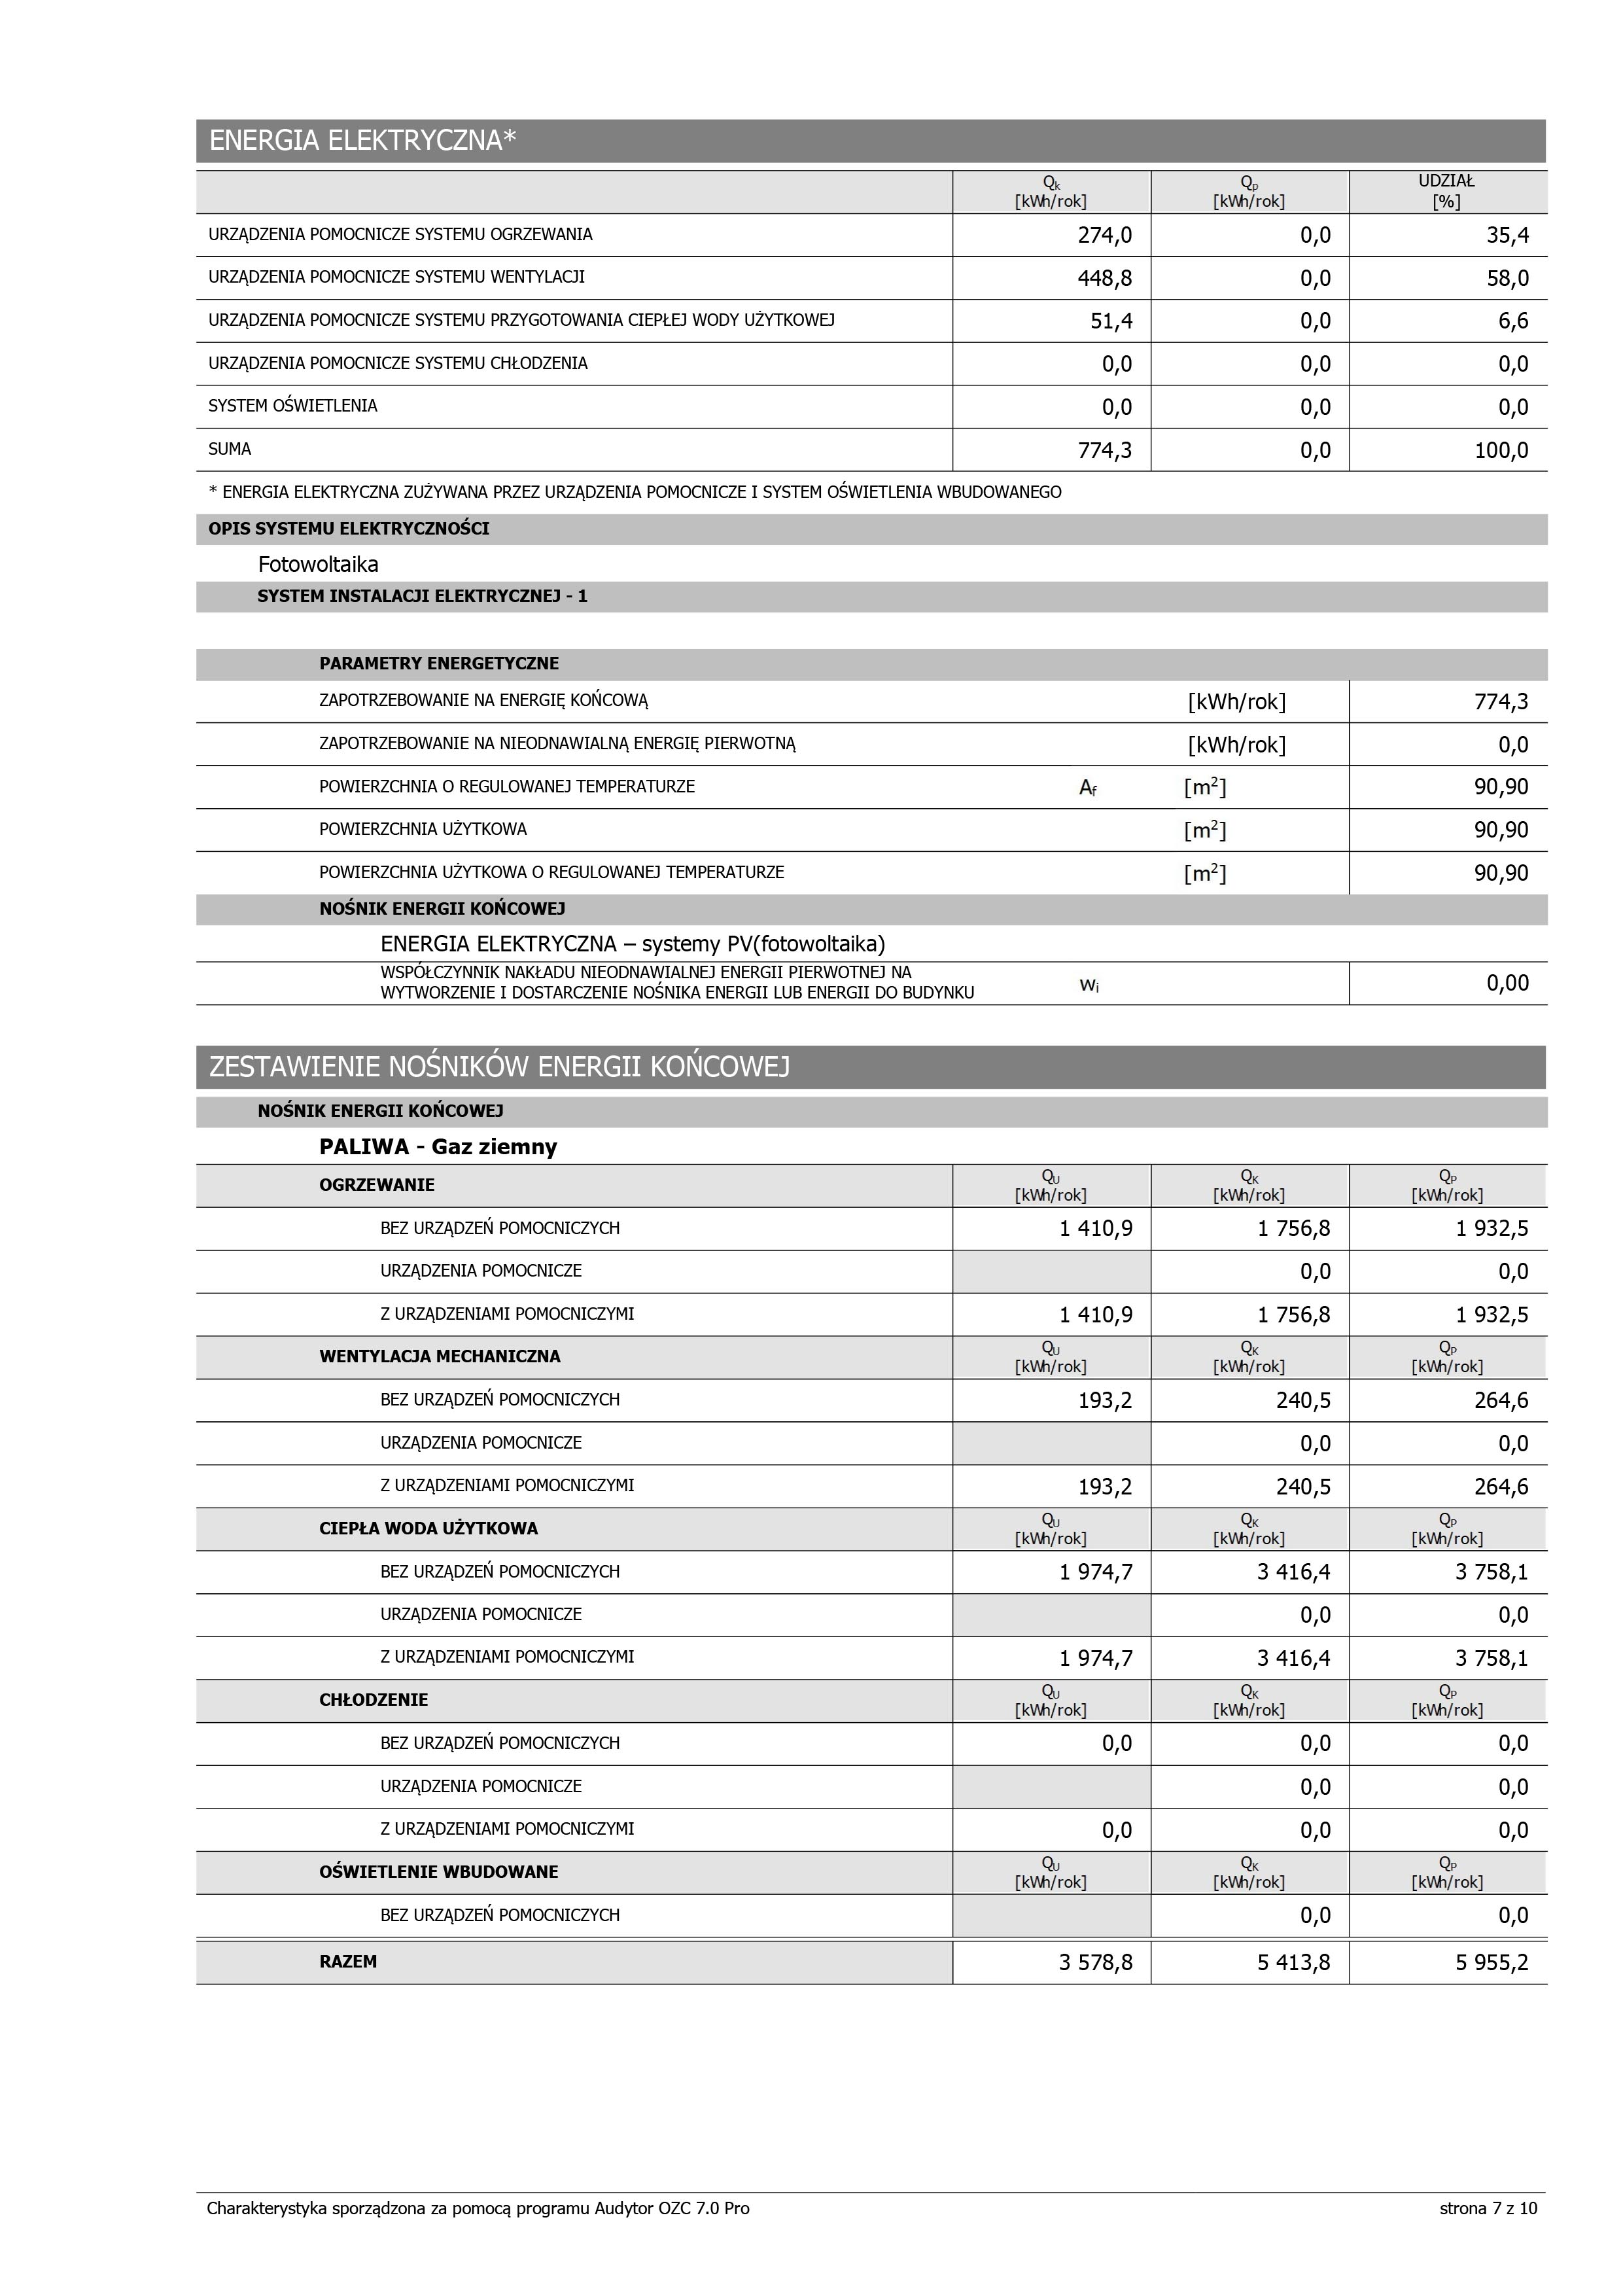 ENERGIA ELEKTRYCZNA*
Qk [kWh/rok] Qp [kWh/rok] UDZIAŁ [%]
URZĄDZENIA POMOCNICZE SYSTEMU OGRZEWANIA 274,0 0,0 35,4
URZĄDZENIA POMOCNICZE SYSTEMU WENTYLACJI 448,8 0,0 58,0
URZĄDZENIA POMOCNICZE SYSTEMU PRZYGOTOWANIA CIEPŁEJ WODY UŻYTKOWEJ 51,4 0,0 6,6
URZĄDZENIA POMOCNICZE SYSTEMU CHŁODZENIA 0,0 0,0 0,0
SYSTEM OŚWIETLENIA 0,0 0,0 0,0
SUMA 774,3 0,0 100,0
* ENERGIA ELEKTRYCZNA ZUŻYWANA PRZEZ URZĄDZENIA POMOCNICZE I SYSTEM OŚWIETLENIA WBUDOWANEGO
OPIS SYSTEMU ELEKTRYCZNOŚCI
Fotowoltaika
SYSTEM INSTALACJI ELEKTRYCZNEJ - 1
PARAMETRY ENERGETYCZNE
ZAPOTRZEBOWANIE NA ENERGIĘ KOŃCOWĄ [kWh/rok] 774,3
ZAPOTRZEBOWANIE NA NIEODNAWIALNĄ ENERGIĘ PIERWOTNĄ [kWh/rok] 0,0
POWIERZCHNIA O REGULOWANEJ TEMPERATURZE Af [m²] 90,90
POWIERZCHNIA UŻYTKOWA [m²] 90,90
POWIERZCHNIA UŻYTKOWA O REGULOWANEJ TEMPERATURZE [m²] 90,90
NOŚNIK ENERGII KOŃCOWEJ
ENERGIA ELEKTRYCZNA – systemy PV(fotowoltaika)
WSPÓŁCZYNNIK NAKŁADU NIEODNAWIALNEJ ENERGII PIERWOTNEJ NA
WYTWORZENIE I DOSTARCZENIE NOŚNIKA ENERGII LUB ENERGII DO BUDYNKU wi 0,00
ZESTAWIENIE NOŚNIKÓW ENERGII KOŃCOWEJ
NOŚNIK ENERGII KOŃCOWEJ
PALIWA - Gaz ziemny
OGRZEWANIE QU [kWh/rok] QK [kWh/rok] QP [kWh/rok]
BEZ URZĄDZEŃ POMOCNICZYCH 1 410,9 1 756,8 1 932,5
URZĄDZENIA POMOCNICZE 0,0 0,0
Z URZĄDZENIAMI POMOCNICZYMI 1 410,9 1 756,8 1 932,5
WENTYLACJA MECHANICZNA QU [kWh/rok] QK [kWh/rok] QP [kWh/rok]
BEZ URZĄDZEŃ POMOCNICZYCH 193,2 240,5 264,6
URZĄDZENIA POMOCNICZE 0,0 0,0
Z URZĄDZENIAMI POMOCNICZYMI 193,2 240,5 264,6
CIEPŁA WODA UŻYTKOWA QU [kWh/rok] QK [kWh/rok] QP [kWh/rok]
BEZ URZĄDZEŃ POMOCNICZYCH 1 974,7 3 416,4 3 758,1
URZĄDZENIA POMOCNICZE 0,0 0,0
Z URZĄDZENIAMI POMOCNICZYMI 1 974,7 3 416,4 3 758,1
CHŁODZENIE QU [kWh/rok] QK [kWh/rok] QP [kWh/rok]
BEZ URZĄDZEŃ POMOCNICZYCH 0,0 0,0 0,0
URZĄDZENIA POMOCNICZE 0,0 0,0
Z URZĄDZENIAMI POMOCNICZYMI 0,0 0,0 0,0
OŚWIETLENIE WBUDOWANE QU [kWh/rok] QK [kWh/rok] QP [kWh/rok]
BEZ URZĄDZEŃ POMOCNICZYCH 0,0 0,0
RAZEM 3 578,8 5 413,8 5 955,2
Charakterystyka sporządzona za pomocą programu Audytor OZC 7.0 Pro strona 7 z 10